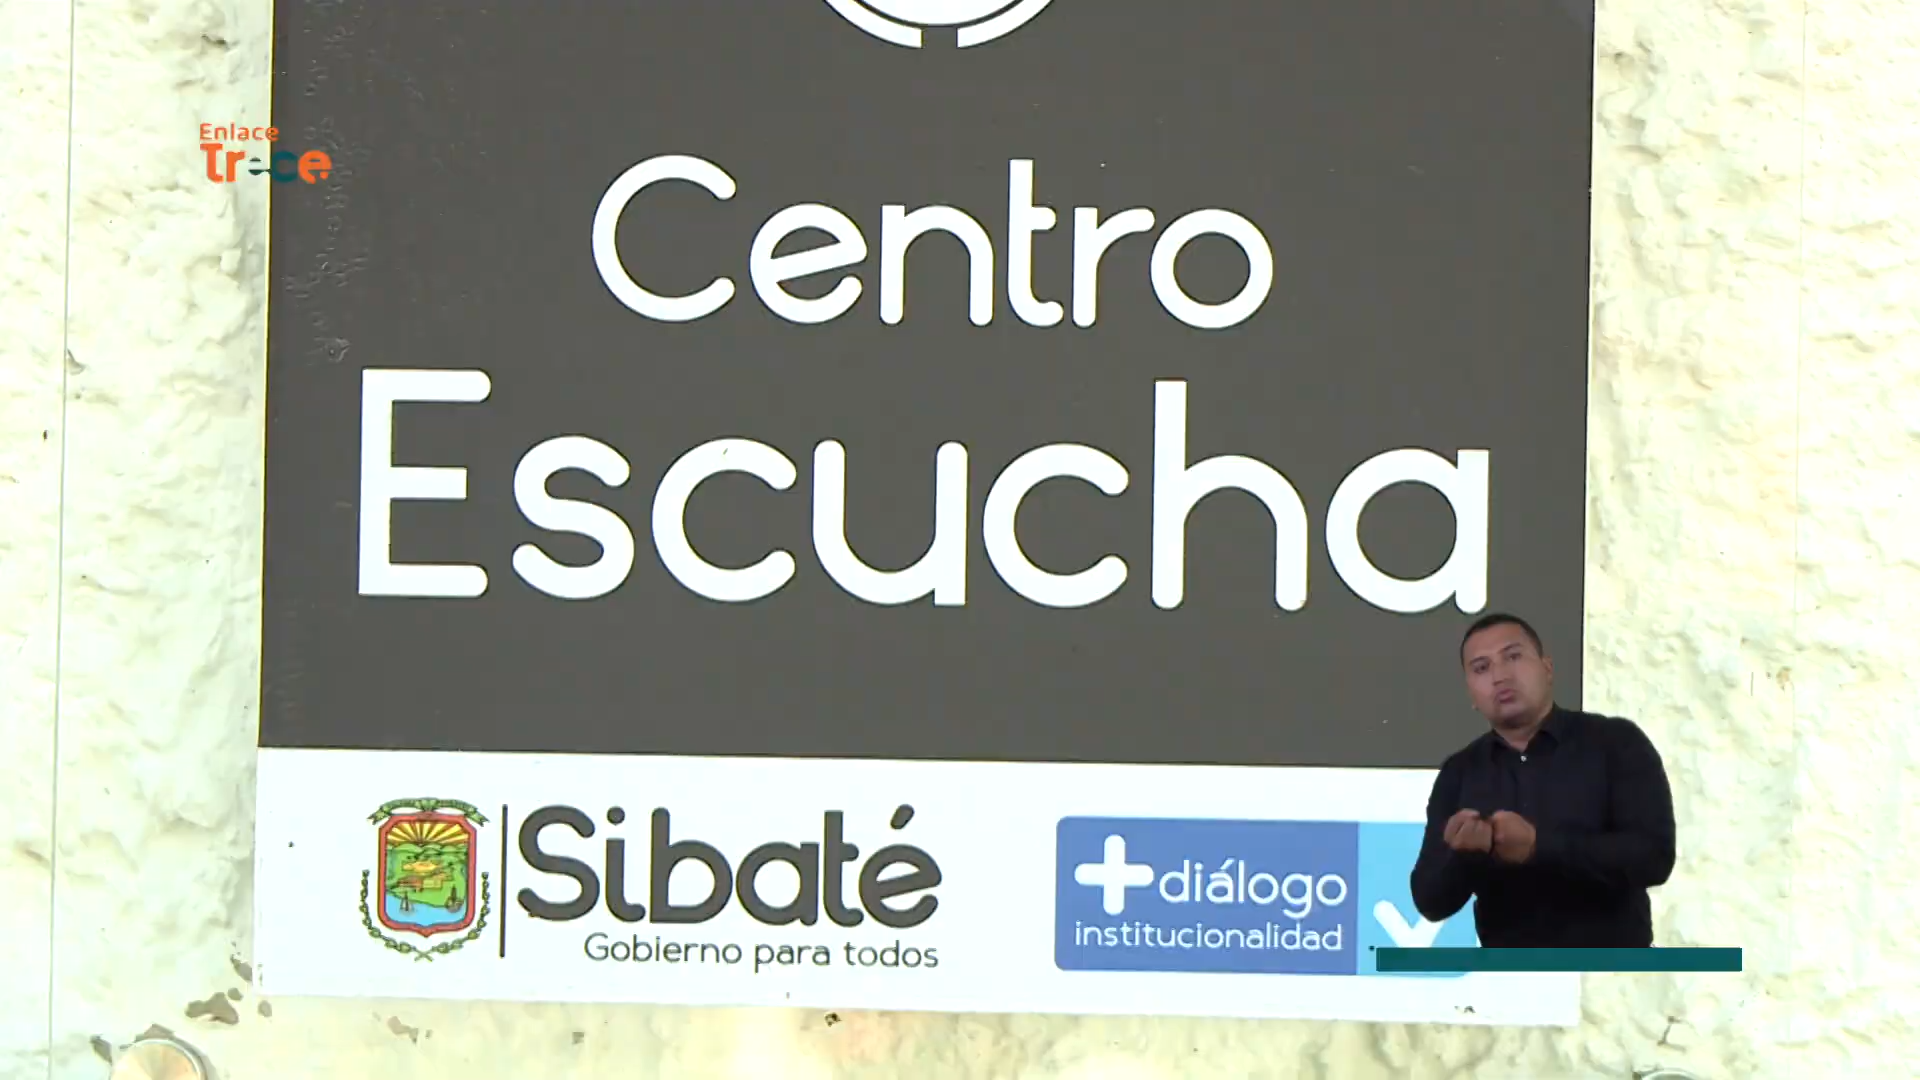 Enlace
Trece
Centro
Escucha
Sibaté
Gobierno para todos
+diálogo
institucionalidad